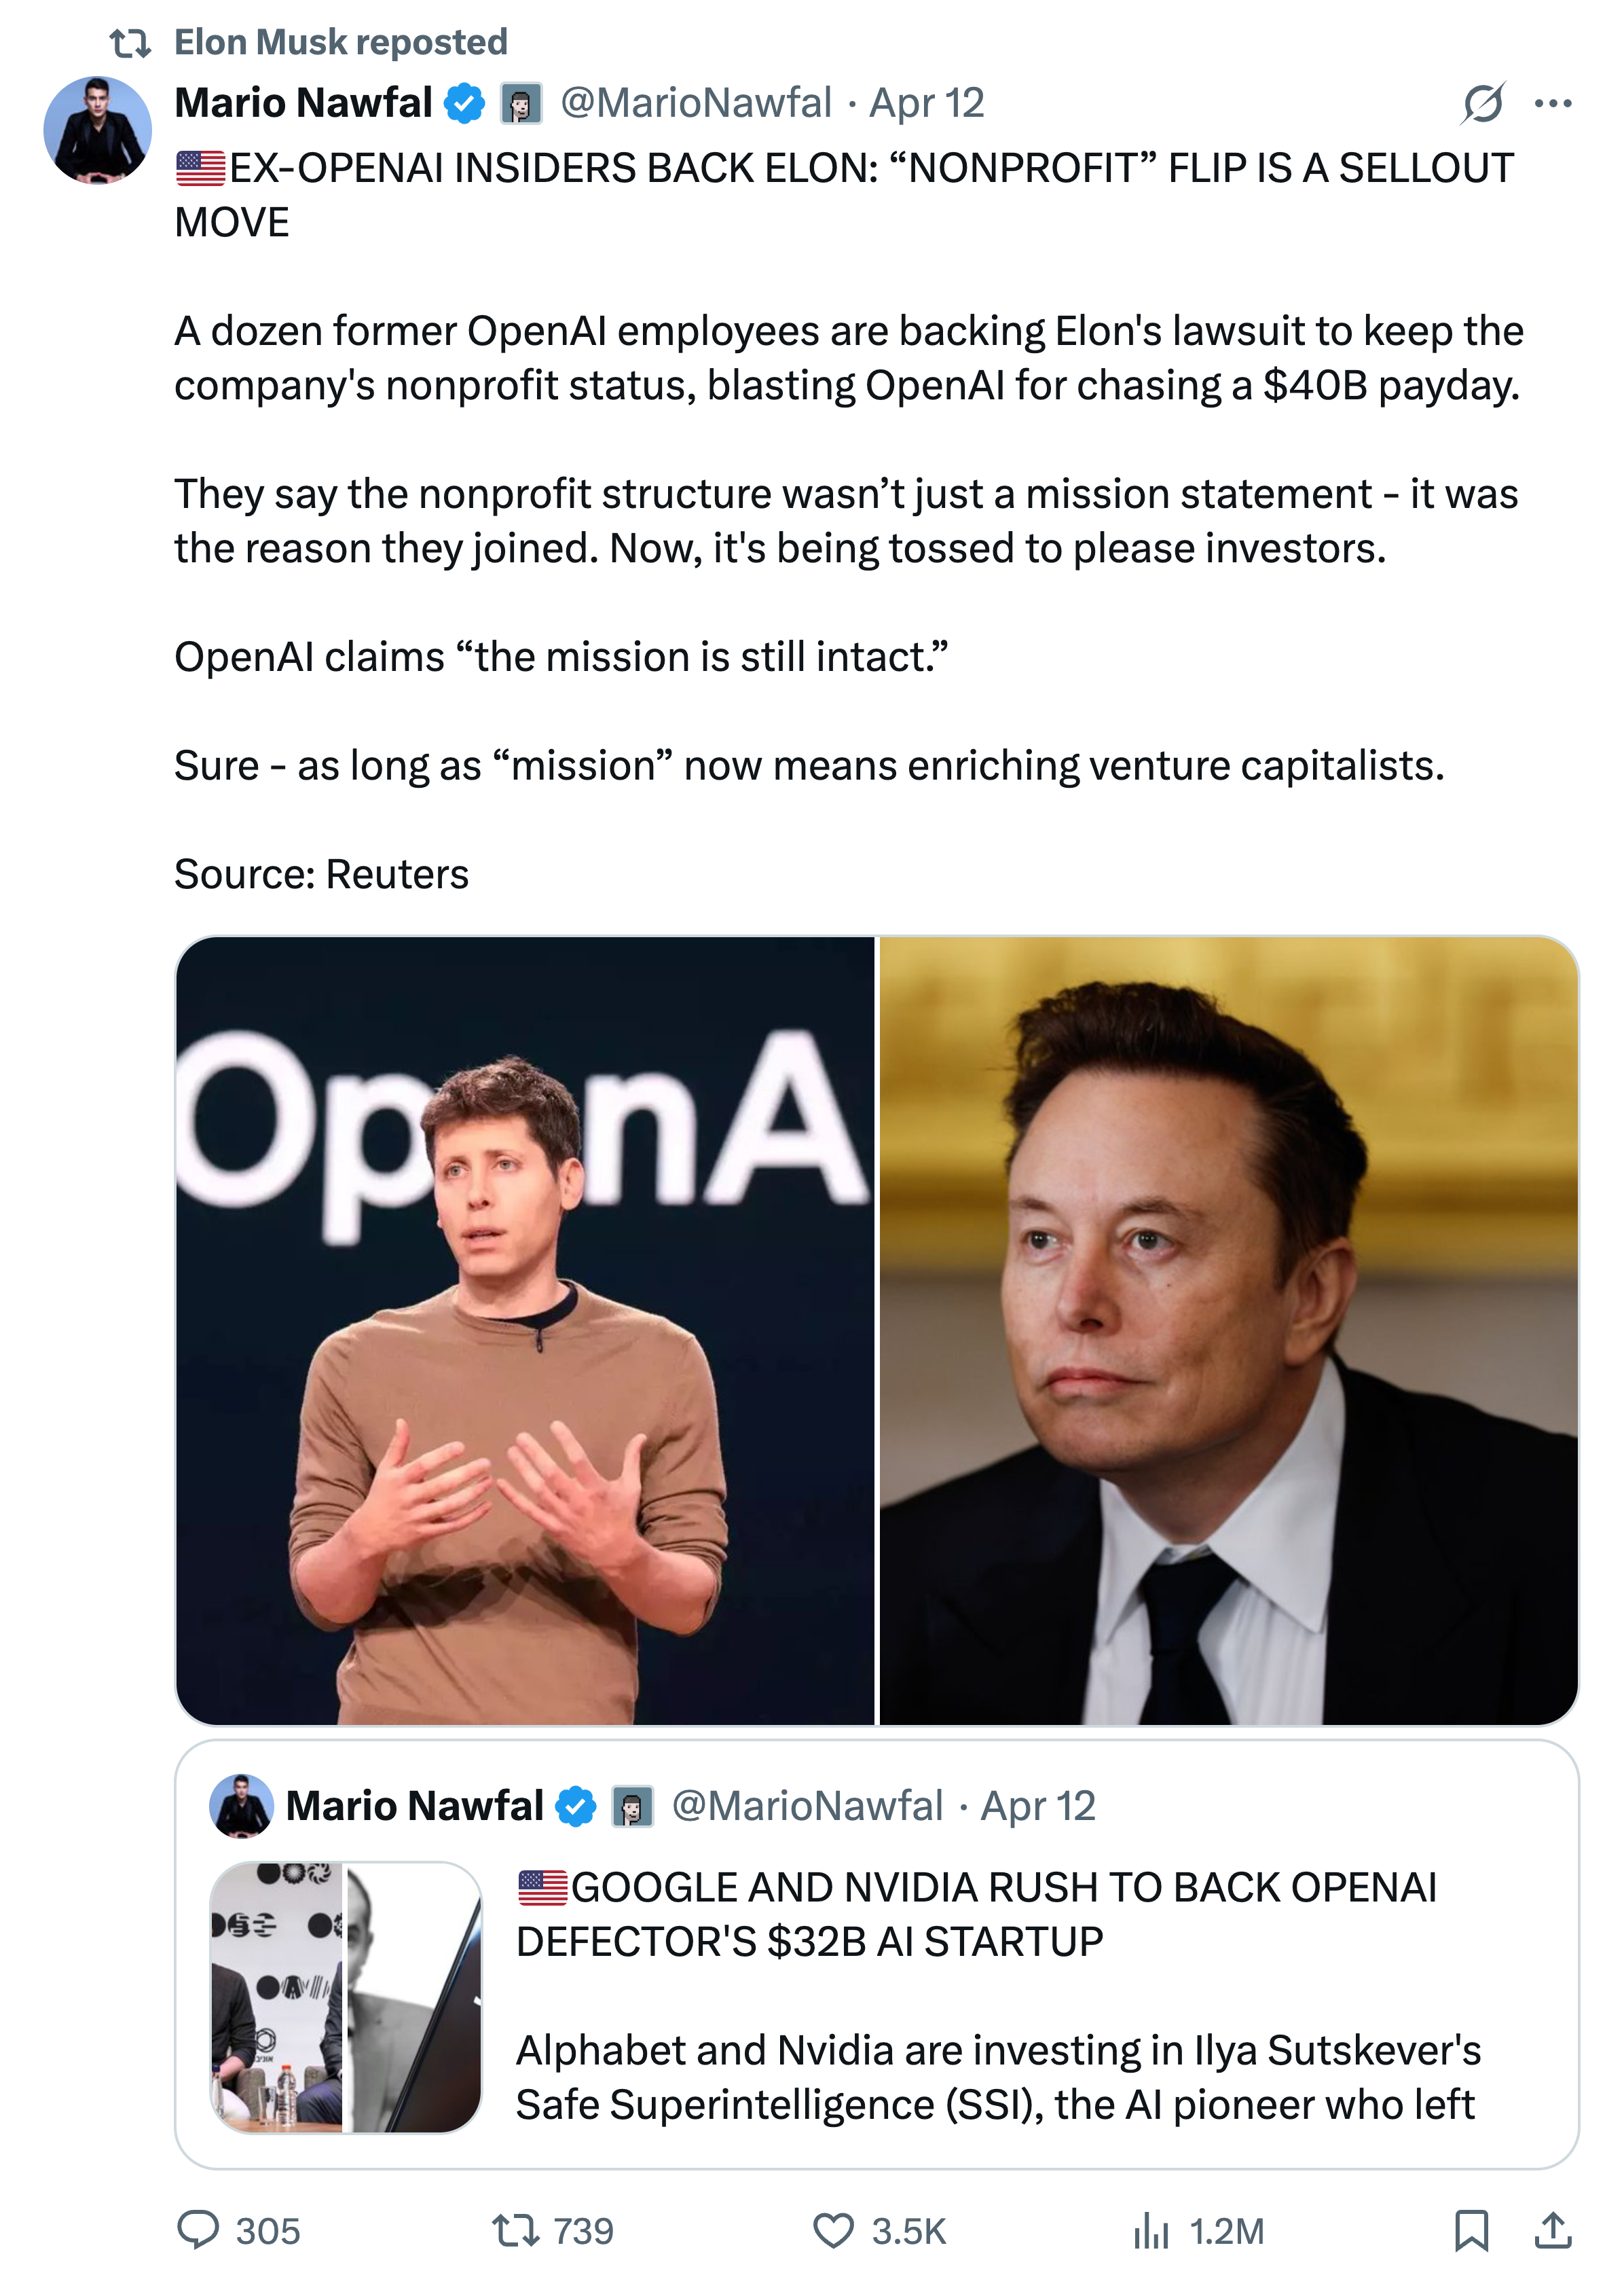 Elon Musk reposted
Mario Nawfal @MarioNawfal · Apr 12
🇺🇸EX-OPENAI INSIDERS BACK ELON: “NONPROFIT” FLIP IS A SELLOUT
MOVE
A dozen former OpenAI employees are backing Elon's lawsuit to keep the
company's nonprofit status, blasting OpenAI for chasing a $40B payday.
They say the nonprofit structure wasn’t just a mission statement - it was
the reason they joined. Now, it's being tossed to please investors.
OpenAI claims “the mission is still intact.”
Sure - as long as “mission” now means enriching venture capitalists.
Source: Reuters
OpenA
Mario Nawfal @MarioNawfal · Apr 12
🇺🇸GOOGLE AND NVIDIA RUSH TO BACK OPENAI
DEFECTOR'S $32B AI STARTUP
Alphabet and Nvidia are investing in Ilya Sutskever's
Safe Superintelligence (SSI), the AI pioneer who left
305 739 3.5K 1.2M